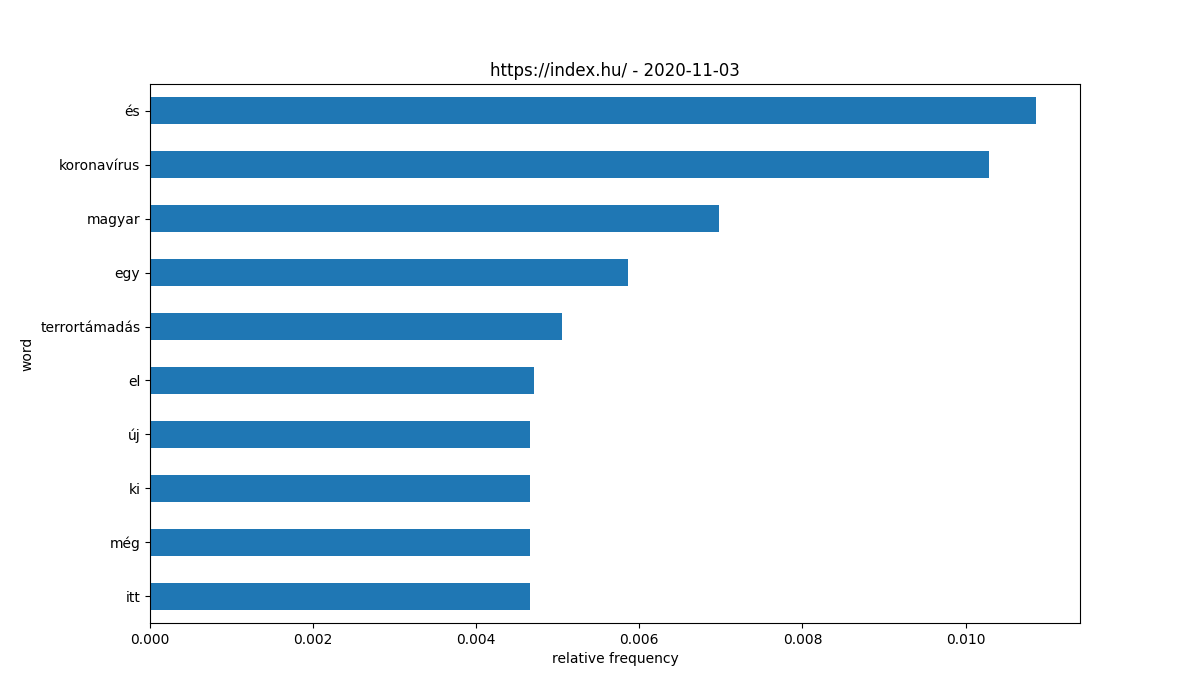 https://index.hu/ - 2020-11-03
és
koronavírus
magyar
egy
terrortámadás
el
új
ki
még
itt
word
0.000 0.002 0.004 0.006 0.008 0.010
relative frequency